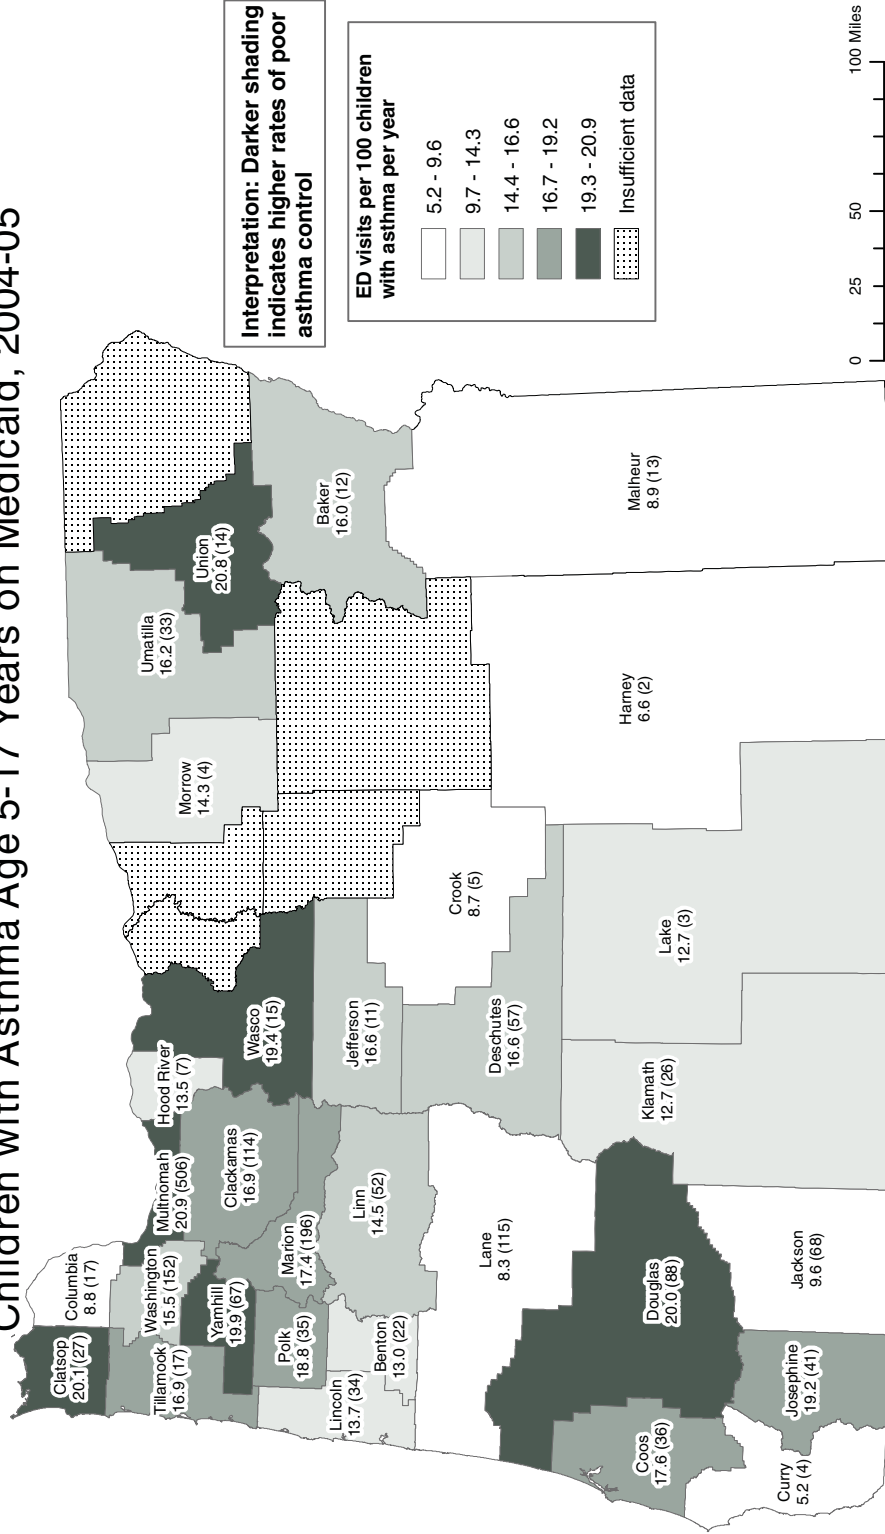 Children with Asthma Age 5-17 Years on Medicaid, 2004-05
Clatsop
20.1 (27)
Columbia
8.8 (17)
Tillamook
16.9 (17)
Washington
15.5 (152)
Multnomah
20.9 (506)
Hood River
13.5 (7)
Yamhill
19.9 (67)
Clackamas
16.9 (114)
Wasco
19.4 (15)
Morrow
14.3 (4)
Umatilla
16.2 (33)
Union
20.8 (14)
Polk
18.8 (35)
Marion
17.4 (196)
Jefferson
16.6 (11)
Baker
16.0 (12)
Lincoln
13.7 (34)
Benton
13.0 (22)
Linn
14.5 (52)
Crook
8.7 (5)
Lane
8.3 (115)
Deschutes
16.6 (57)
Harney
6.6 (2)
Malheur
8.9 (13)
Coos
17.6 (36)
Douglas
20.0 (88)
Klamath
12.7 (26)
Lake
12.7 (3)
Curry
5.2 (4)
Josephine
19.2 (41)
Jackson
9.6 (68)
Interpretation: Darker shading
indicates higher rates of poor
asthma control
ED visits per 100 children
with asthma per year
5.2 - 9.6
9.7 - 14.3
14.4 - 16.6
16.7 - 19.2
19.3 - 20.9
Insufficient data
0 25 50 100 Miles